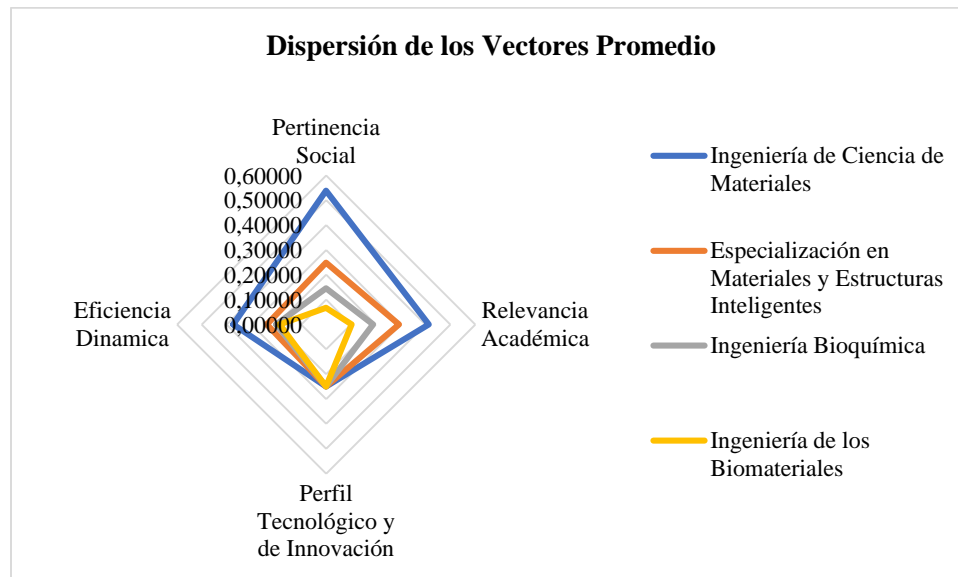 Dispersión de los Vectores Promedio
Pertinencia
Social
0,60000
0,50000
0,40000
0,30000
0,20000
0,10000
0,00000
Relevancia
Académica
Perfil
Tecnológico y
de Innovación
Eficiencia
Dinamica
Ingeniería de Ciencia de
Materiales
Especialización en
Materiales y Estructuras
Inteligentes
Ingeniería Bioquímica
Ingeniería de los
Biomateriales